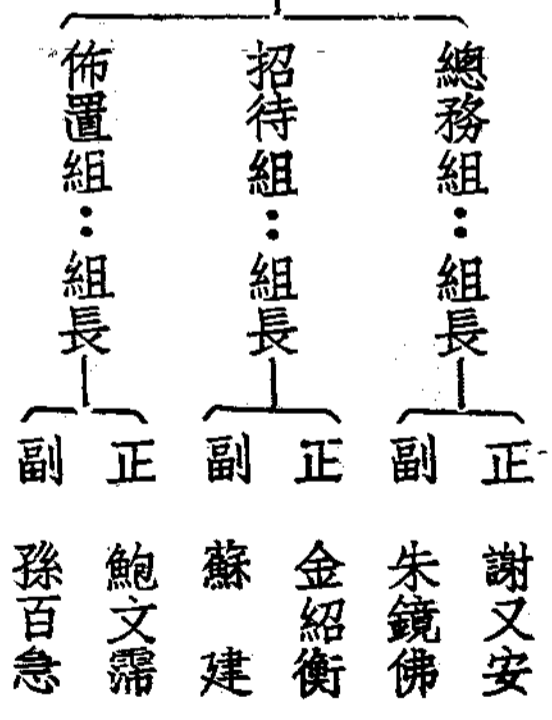 總務組：組長
正 謝又安
副 朱鏡佛
招待組：組長
正 金紹衡
副 蘇建
佈置組：組長
正 鮑文霈
副 孫百急